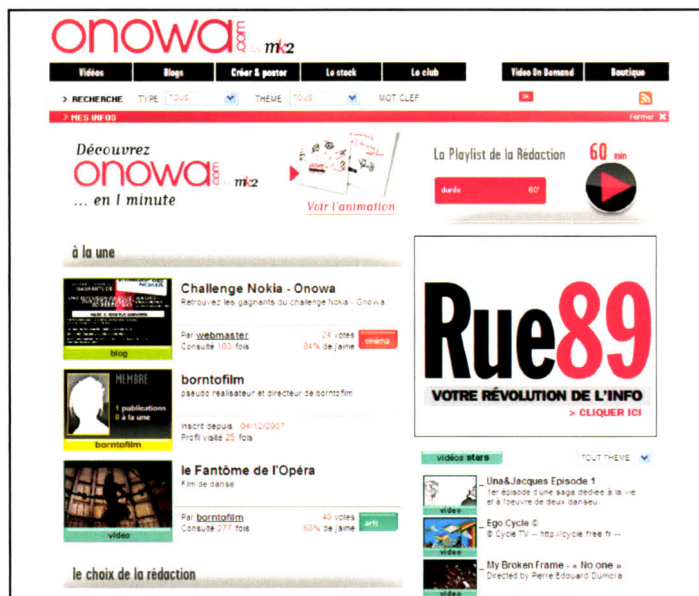 onowa.com mk2
Vidéos Blogs Créer & poster Le stock Le club Video On Demand Boutique
> RECHERCHE TYPE TOUS THEME TOUS MOT CLEF
> MES INFOS Fermer X
Découvrez
onowa.com mk2
... en 1 minute
Voir l'animation
La Playlist de la Rédaction 60 min
durée 60'
à la une
Challenge Nokia - Onowa
Retrouvez les gagnants du challenge Nokia - Onowa
Par webmaster 24 votes
Consulté 163 fois 84% de j'aime
cinéma
blog
MEMBRE
1 publications
0 à la une
borntofilm
borntofilm
pseudo réalisateur et directeur de borntofilm
Inscrit depuis : 04/12/2007
Profil visité 25 fois
le Fantôme de l'Opéra
Film de danse
Par borntofilm 40 votes
Consulté 277 fois 68% de j'aime
arts
video
le choix de la rédaction
Rue89
VOTRE RÉVOLUTION DE L'INFO
> CLIQUER ICI
vidéos stars TOUT THEME
Una&Jacques Episode 1
1er épisode d'une saga dédiée à la vie
et à l'oeuvre de deux danseu...
video
Ego Cycle ©
© Cycle TV -- http://cycle.free.fr --
video
My Broken Frame - « No one »
Directed by Pierre Edouard Dumora
video